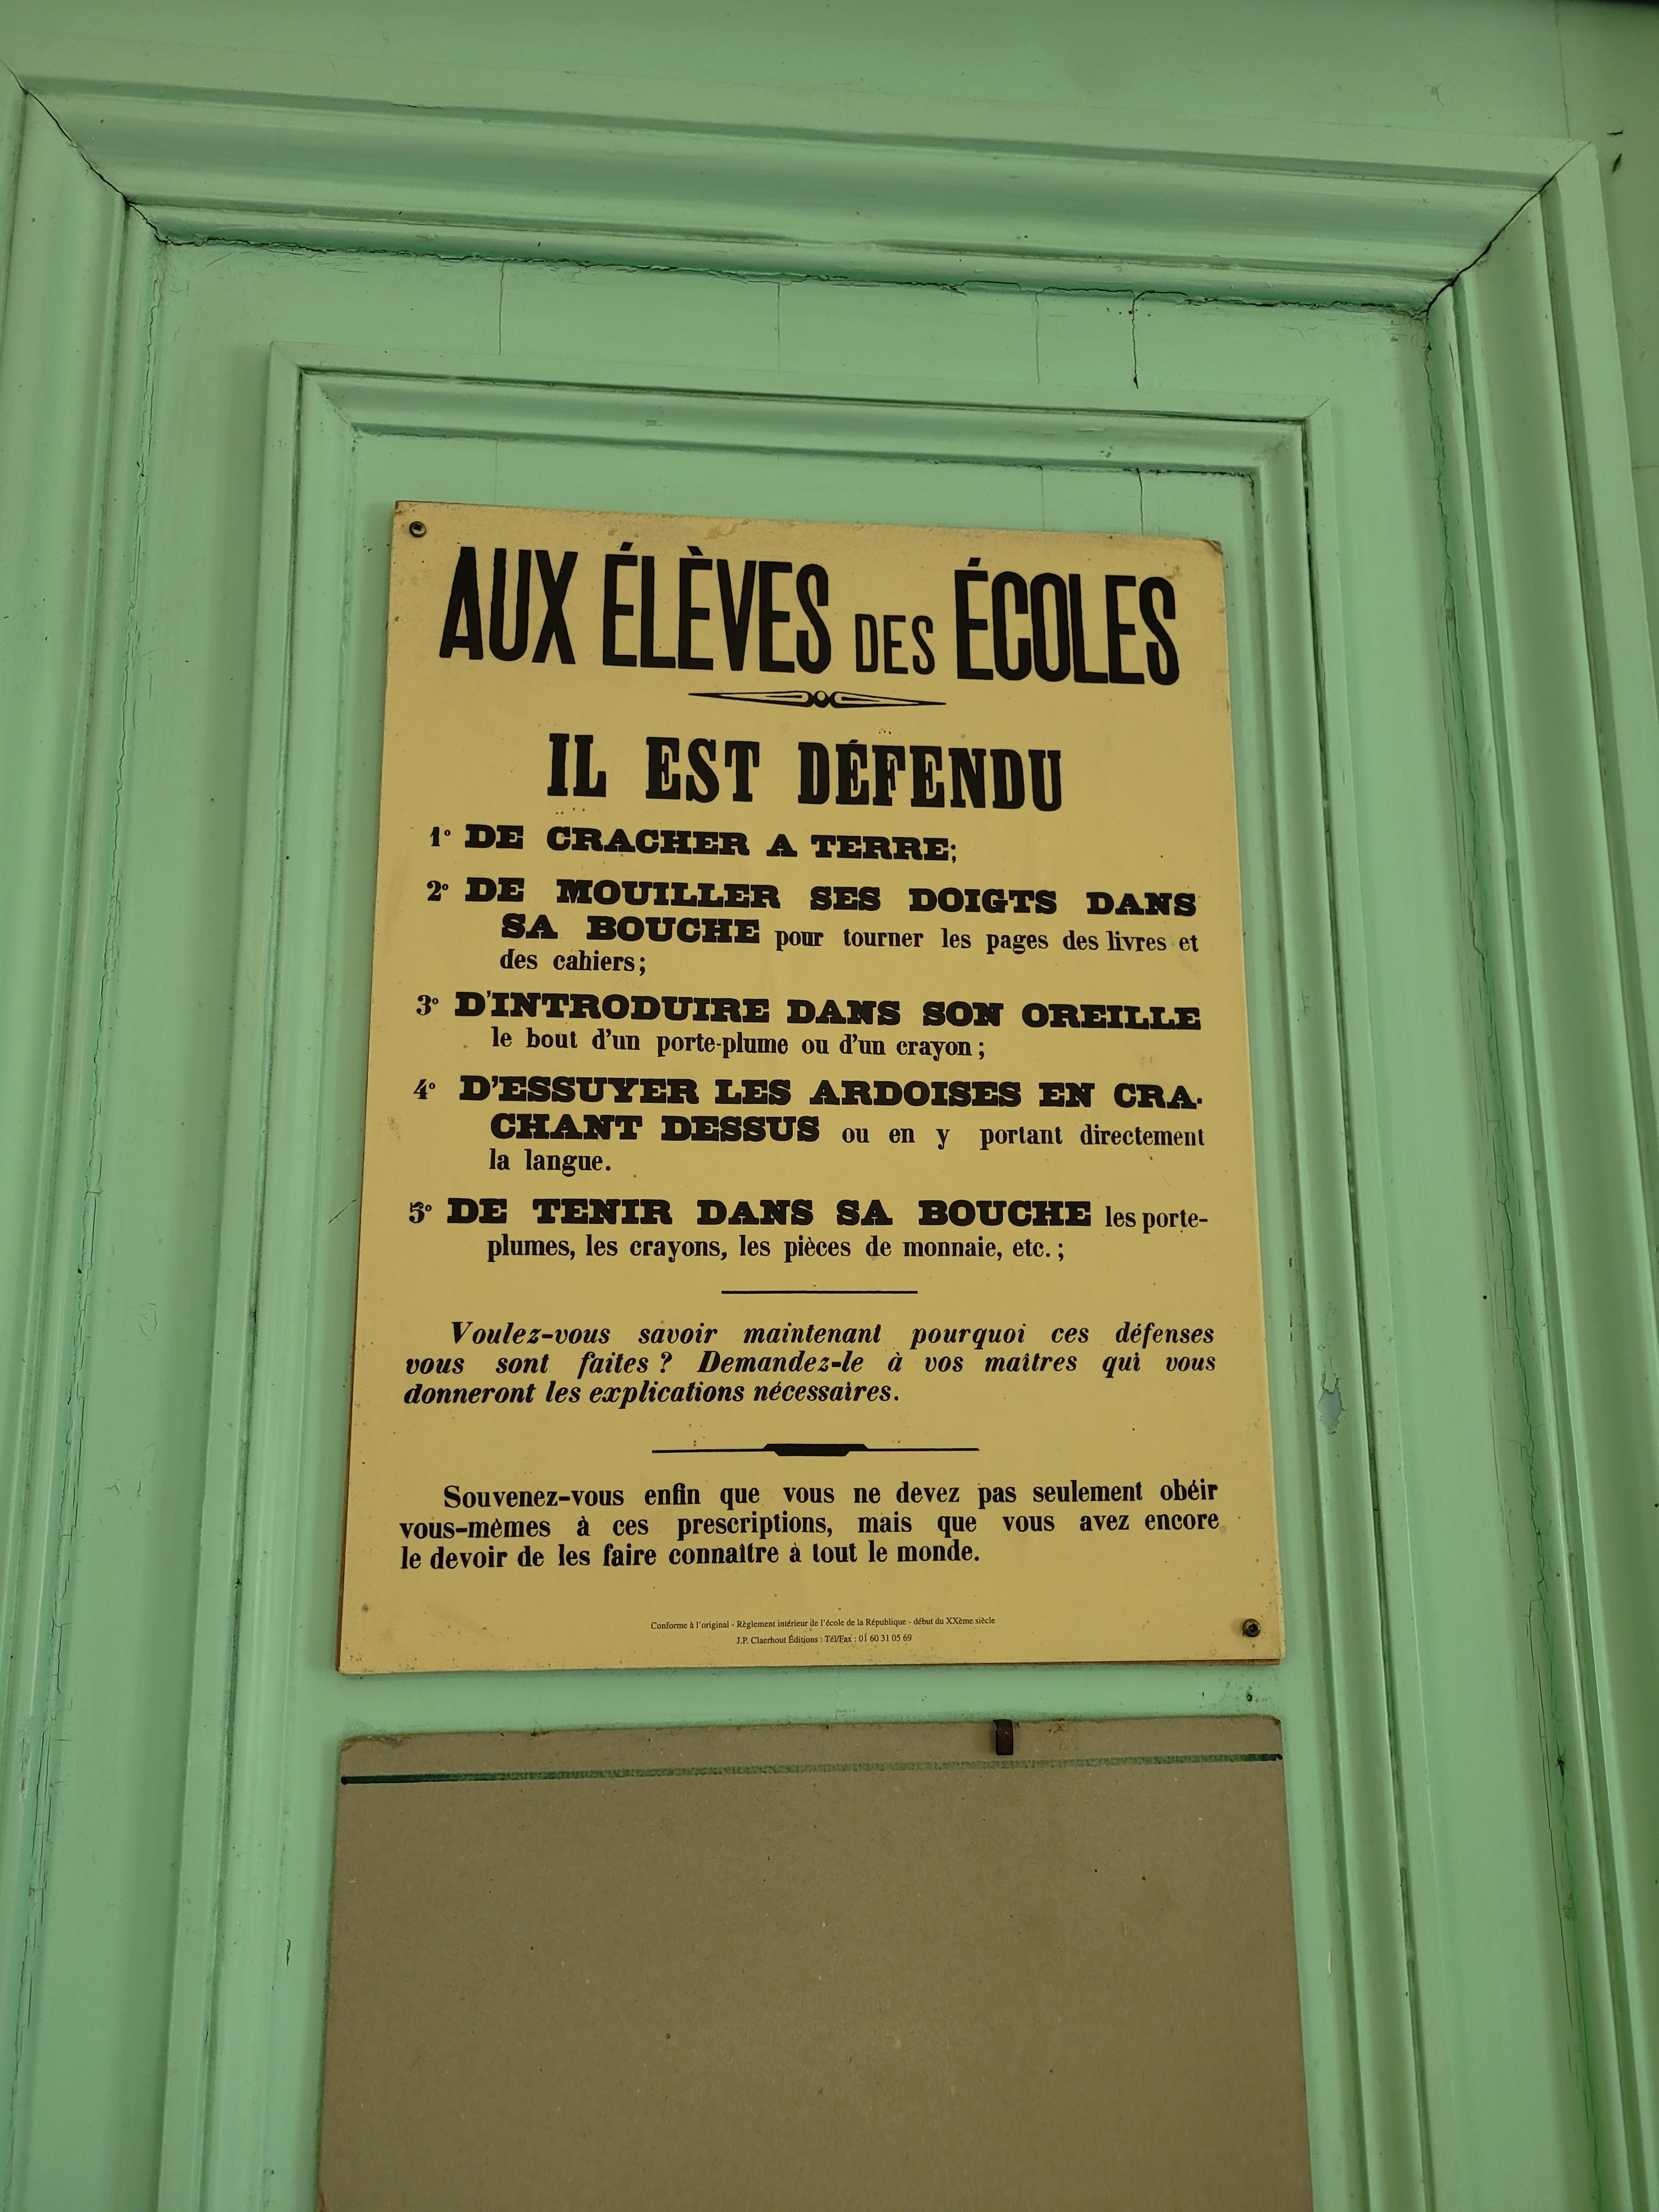 AUX ÉLÈVES DES ÉCOLES
IL EST DÉFENDU
1° DE CRACHER A TERRE;
2° DE MOUILLER SES DOIGTS DANS
SA BOUCHE pour tourner les pages des livres et
des cahiers;
3° D'INTRODUIRE DANS SON OREILLE
le bout d'un porte-plume ou d'un crayon;
4° D'ESSUYER LES ARDOISES EN CRA-
CHANT DESSUS ou en y portant directement
la langue.
5° DE TENIR DANS SA BOUCHE les porte-
plumes, les crayons, les pièces de monnaie, etc.;
Voulez-vous savoir maintenant pourquoi ces défenses
vous sont faites? Demandez-le à vos maîtres qui vous
donneront les explications nécessaires.
Souvenez-vous enfin que vous ne devez pas seulement obéir
vous-mêmes à ces prescriptions, mais que vous avez encore
le devoir de les faire connaître à tout le monde.
Conforme à l'original - Règlement intérieur de l'école de la République - début du XXème siècle
J.P. Claerhout Éditions : Tél/Fax : 01 60 31 05 69